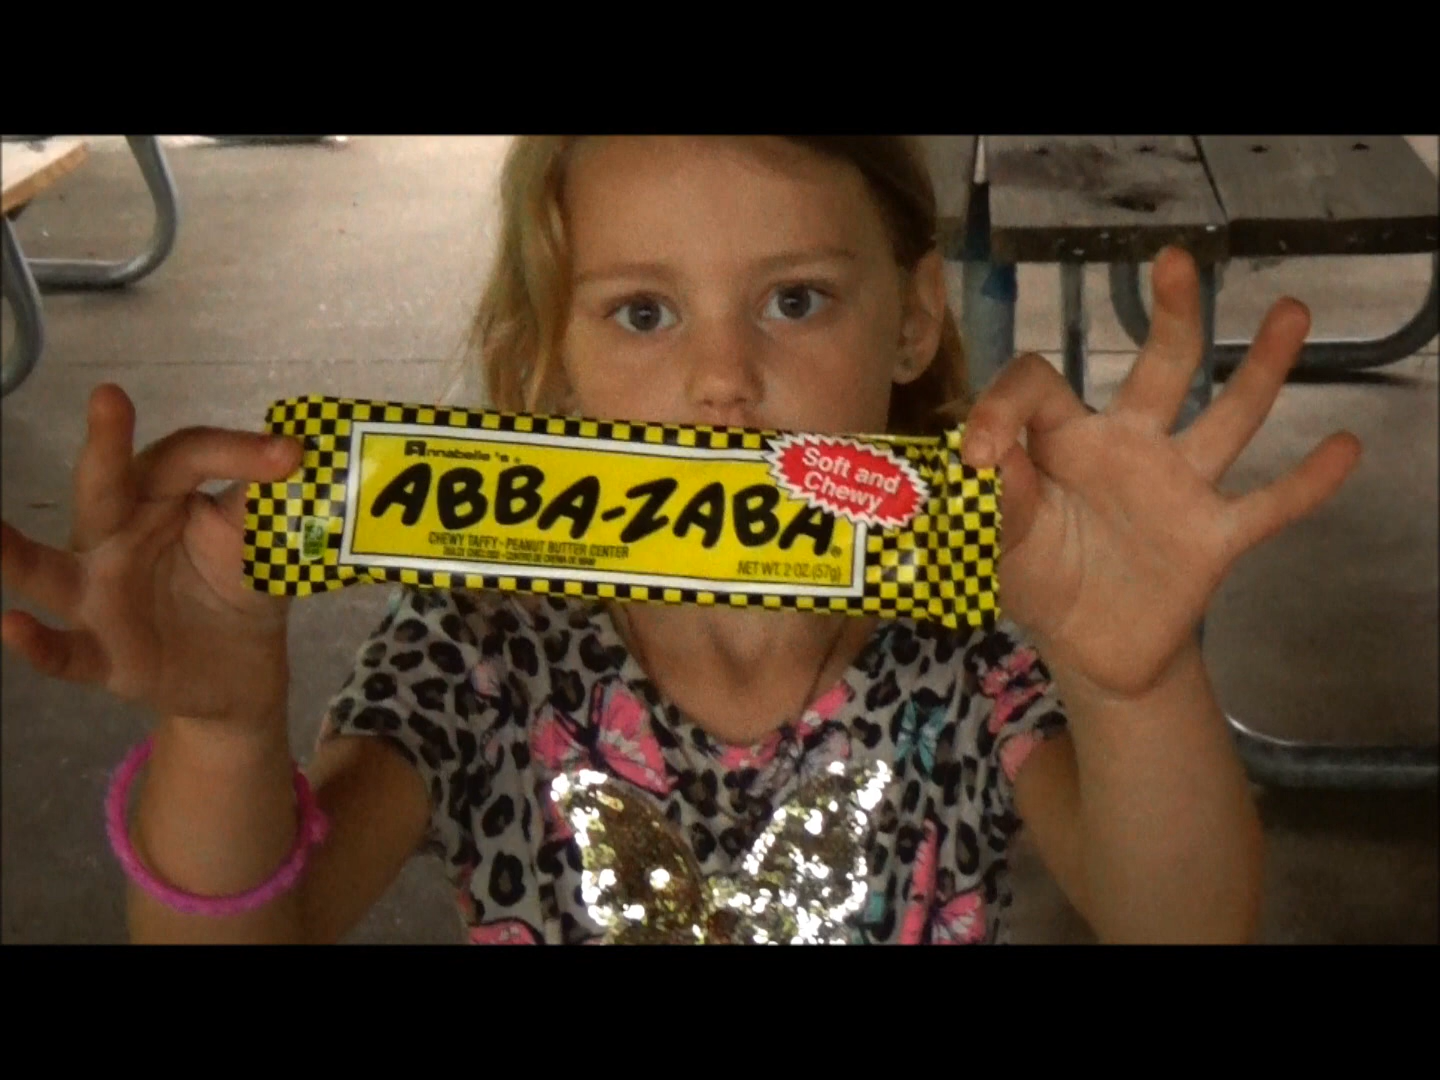 Annabelle's
ABBA-ZABA®
Soft and
Chewy
CHEWY TAFFY - PEANUT BUTTER CENTER
NET WT. 2 OZ. (57g)